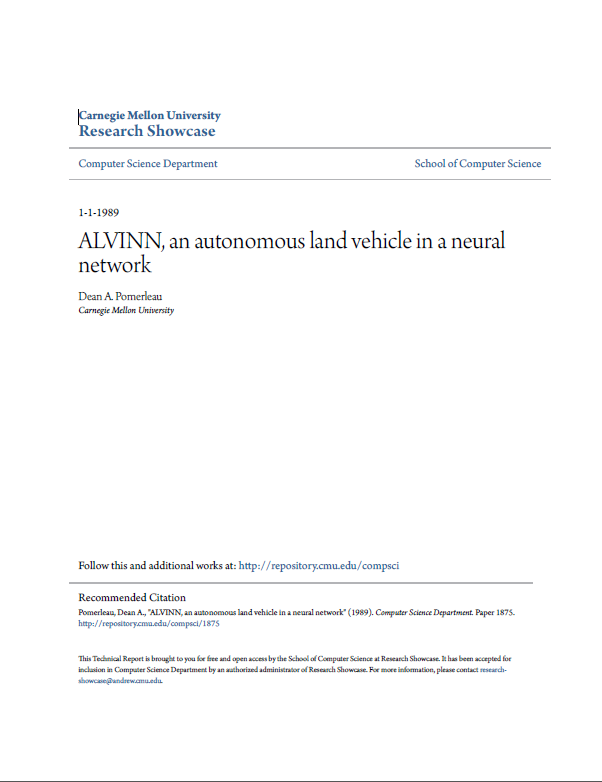 Carnegie Mellon University
Research Showcase
Computer Science Department School of Computer Science
1-1-1989
ALVINN, an autonomous land vehicle in a neural
network
Dean A. Pomerleau
Carnegie Mellon University
Follow this and additional works at: http://repository.cmu.edu/compsci
Recommended Citation
Pomerleau, Dean A., "ALVINN, an autonomous land vehicle in a neural network" (1989). Computer Science Department. Paper 1875.
http://repository.cmu.edu/compsci/1875
This Technical Report is brought to you for free and open access by the School of Computer Science at Research Showcase. It has been accepted for
inclusion in Computer Science Department by an authorized administrator of Research Showcase. For more information, please contact research-
showcase@andrew.cmu.edu.